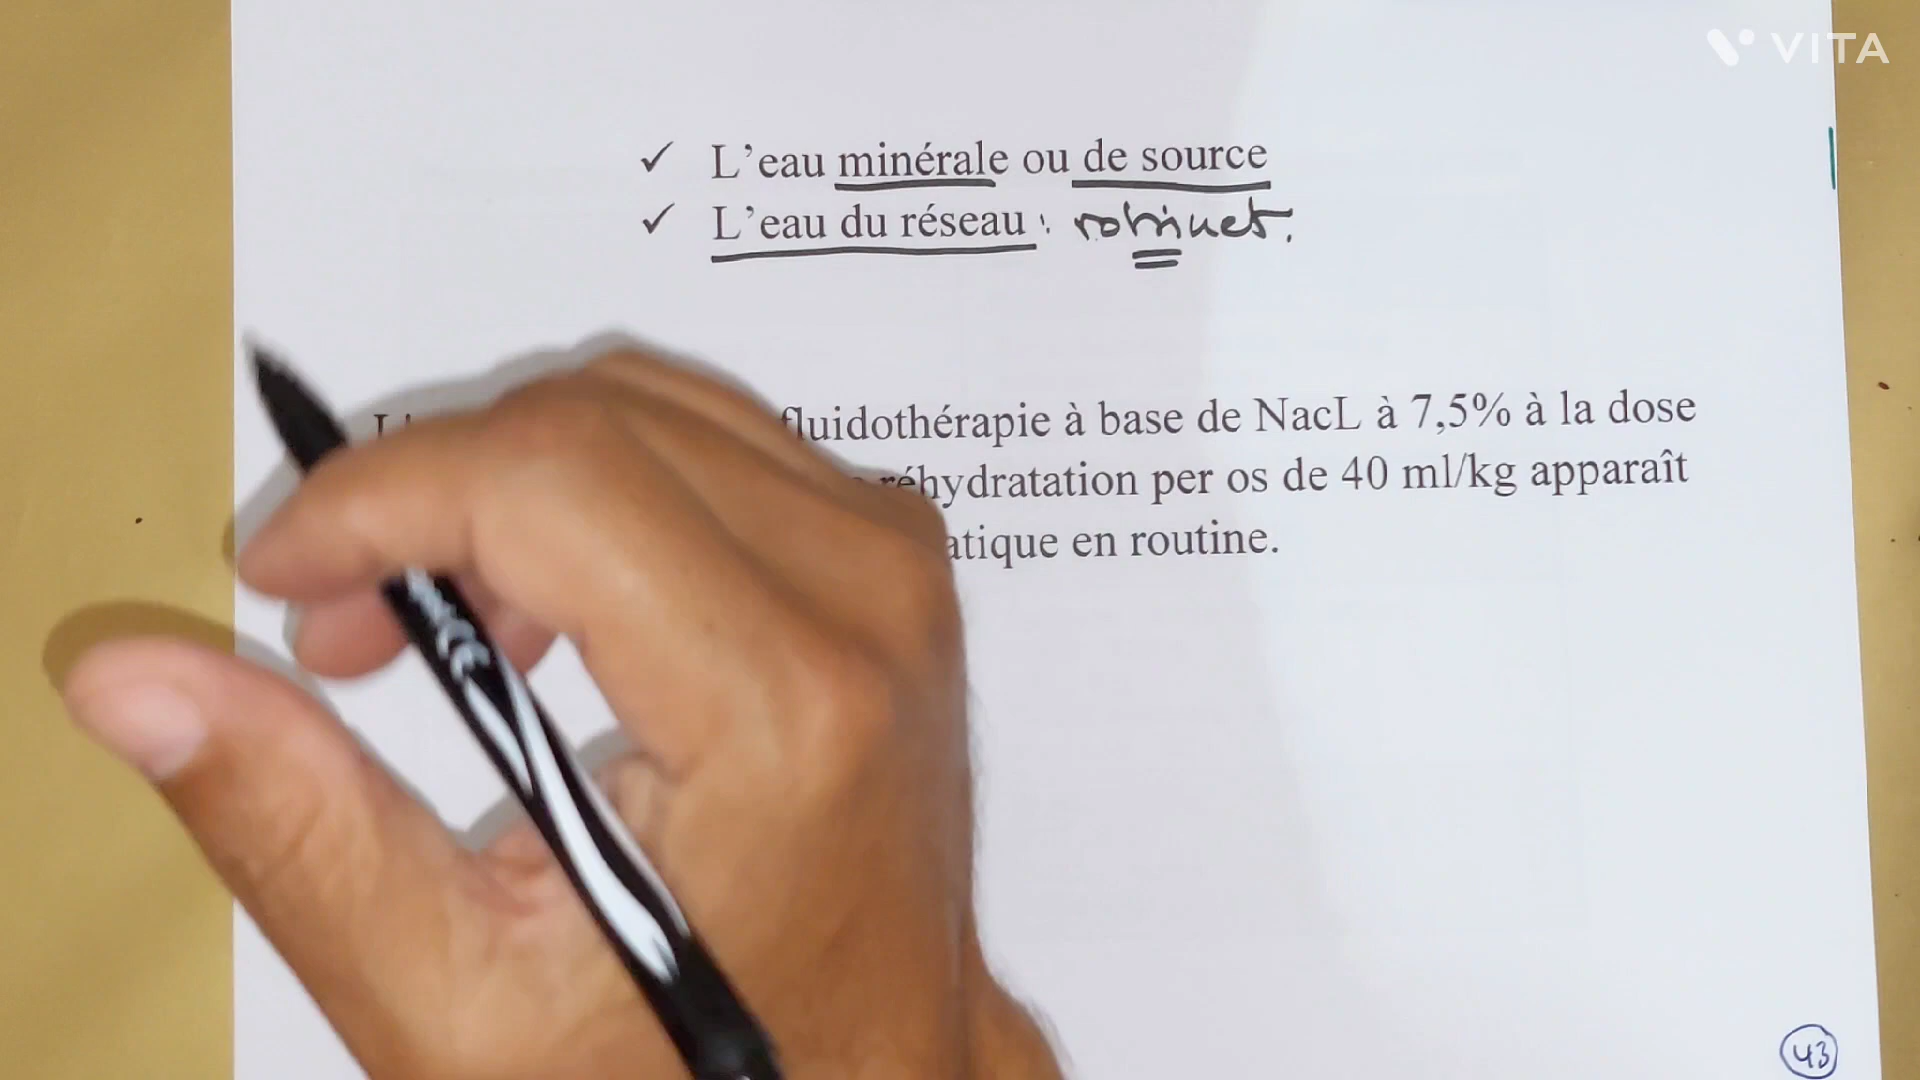 VITA
✓ L'eau minérale ou de source
✓ L'eau du réseau : robinet.
fluidothérapie à base de NacL à 7,5% à la dose
réhydratation per os de 40 ml/kg apparaît
atique en routine.
43